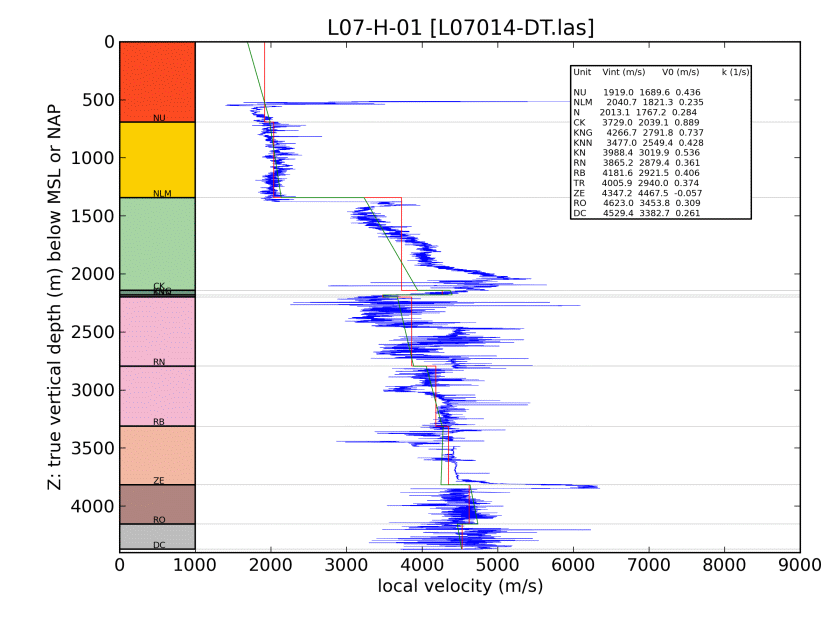 L07-H-01 [L07014-DT.las]
Z: true vertical depth (m) below MSL or NAP
0
500
1000
1500
2000
2500
3000
3500
4000
NU
NLM
CK
RN
RB
ZE
RO
DC
Unit Vint (m/s) V0 (m/s) k (1/s)
NU 1919.0 1689.6 0.436
NLM 2040.7 1821.3 0.235
N 2013.1 1767.2 0.284
CK 3729.0 2039.1 0.889
KNG 4266.7 2791.8 0.737
KNN 3477.0 2549.4 0.428
KN 3988.4 3019.9 0.536
RN 3865.2 2879.4 0.361
RB 4181.6 2921.5 0.406
TR 4005.9 2940.0 0.374
ZE 4347.2 4467.5 -0.057
RO 4623.0 3453.8 0.309
DC 4529.4 3382.7 0.261
0 1000 2000 3000 4000 5000 6000 7000 8000 9000
local velocity (m/s)